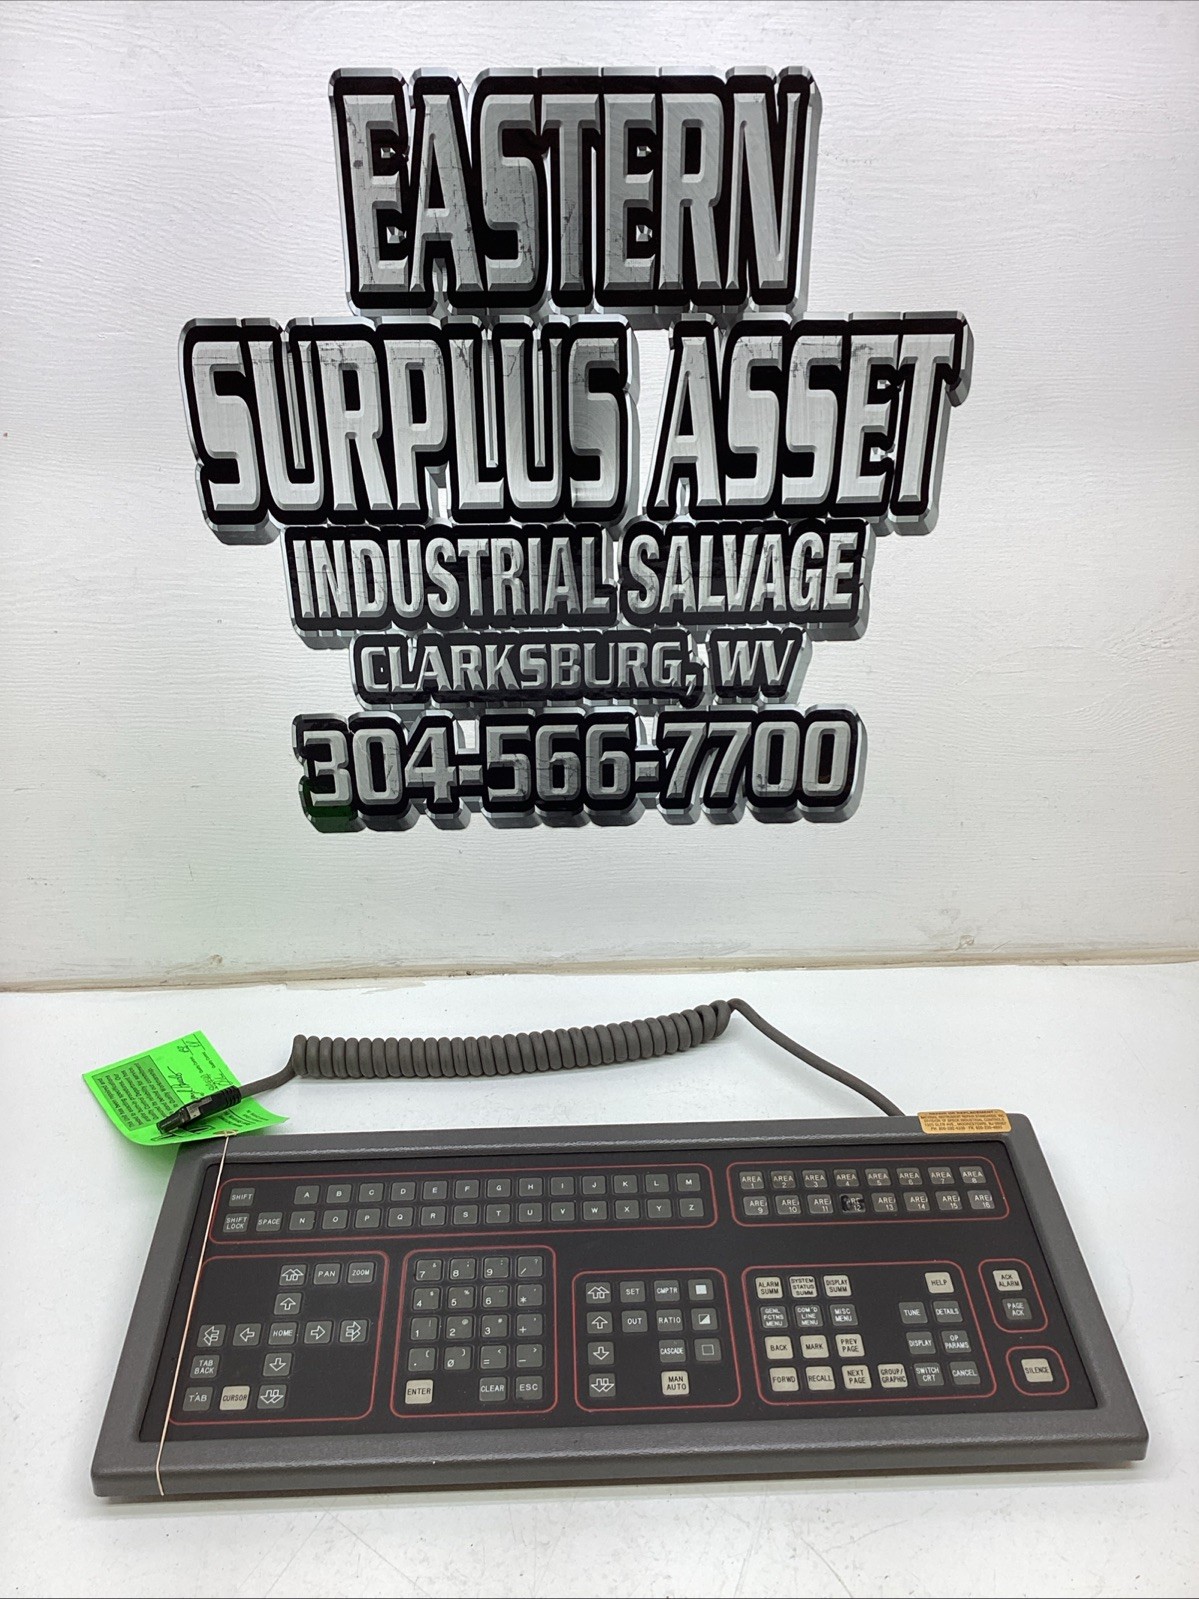 EASTERN
SURPLUS ASSET
INDUSTRIAL SALVAGE
CLARKSBURG, WV
304-566-7700
SHIFT A B C D E F G H I J K L M
SHIFT LOCK SPACE N O P Q R S T U V W X Y Z
AREA 1 AREA 2 AREA 3 AREA 4 AREA 5 AREA 6 AREA 7 AREA 8
AREA 9 AREA 10 AREA 11 AREA 13 AREA 14 AREA 15 AREA 16
PAN ZOOM
HOME
TAB BACK
TAB CURSOR
7 8 9 /
4 5 6 *
1 2 3 +
. 0 = -
ENTER CLEAR ESC
SET CMPTR
OUT RATIO
CASCADE
MAN AUTO
ALARM SUMM SYSTEM STATUS SUMM DISPLAY SUMM HELP
GENL FCTNS MENU COM'D LINE MENU MISC MENU TUNE DETAILS
BACK MARK PREV PAGE DISPLAY OP PARAMS
FORWD RECALL NEXT PAGE GROUP/ GRAPHIC SWITCH CRT CANCEL
ACK ALARM
PAGE ACK
SILENCE